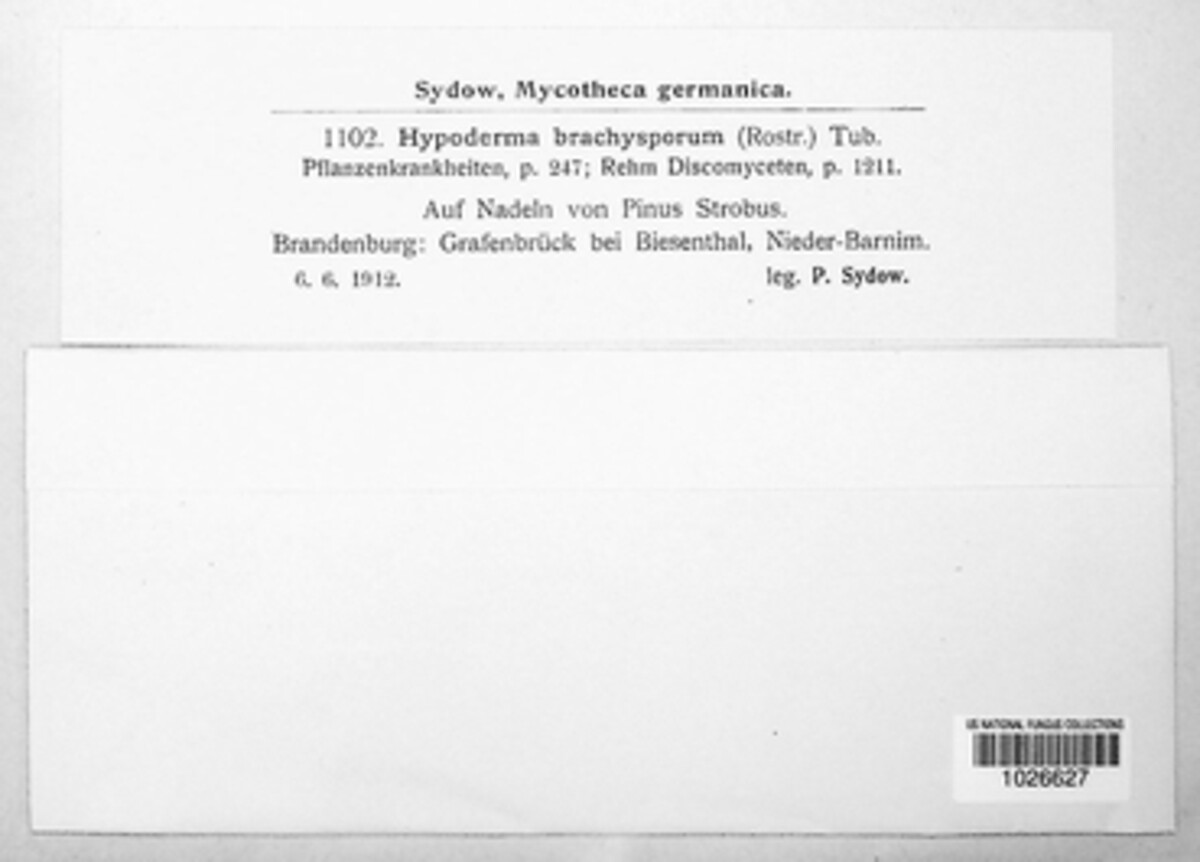 Sydow, Mycotheca germanica.
1102. Hypoderma brachysporum (Rostr.) Tub.
Pflanzenkrankheiten, p. 247; Rehm Discomyceten, p. 1211.
Auf Nadeln von Pinus Strobus.
Brandenburg: Grafenbrück bei Biesenthal, Nieder-Barnim.
6. 6. 1912. leg. P. Sydow.
US NATIONAL FUNGUS COLLECTIONS
1026627